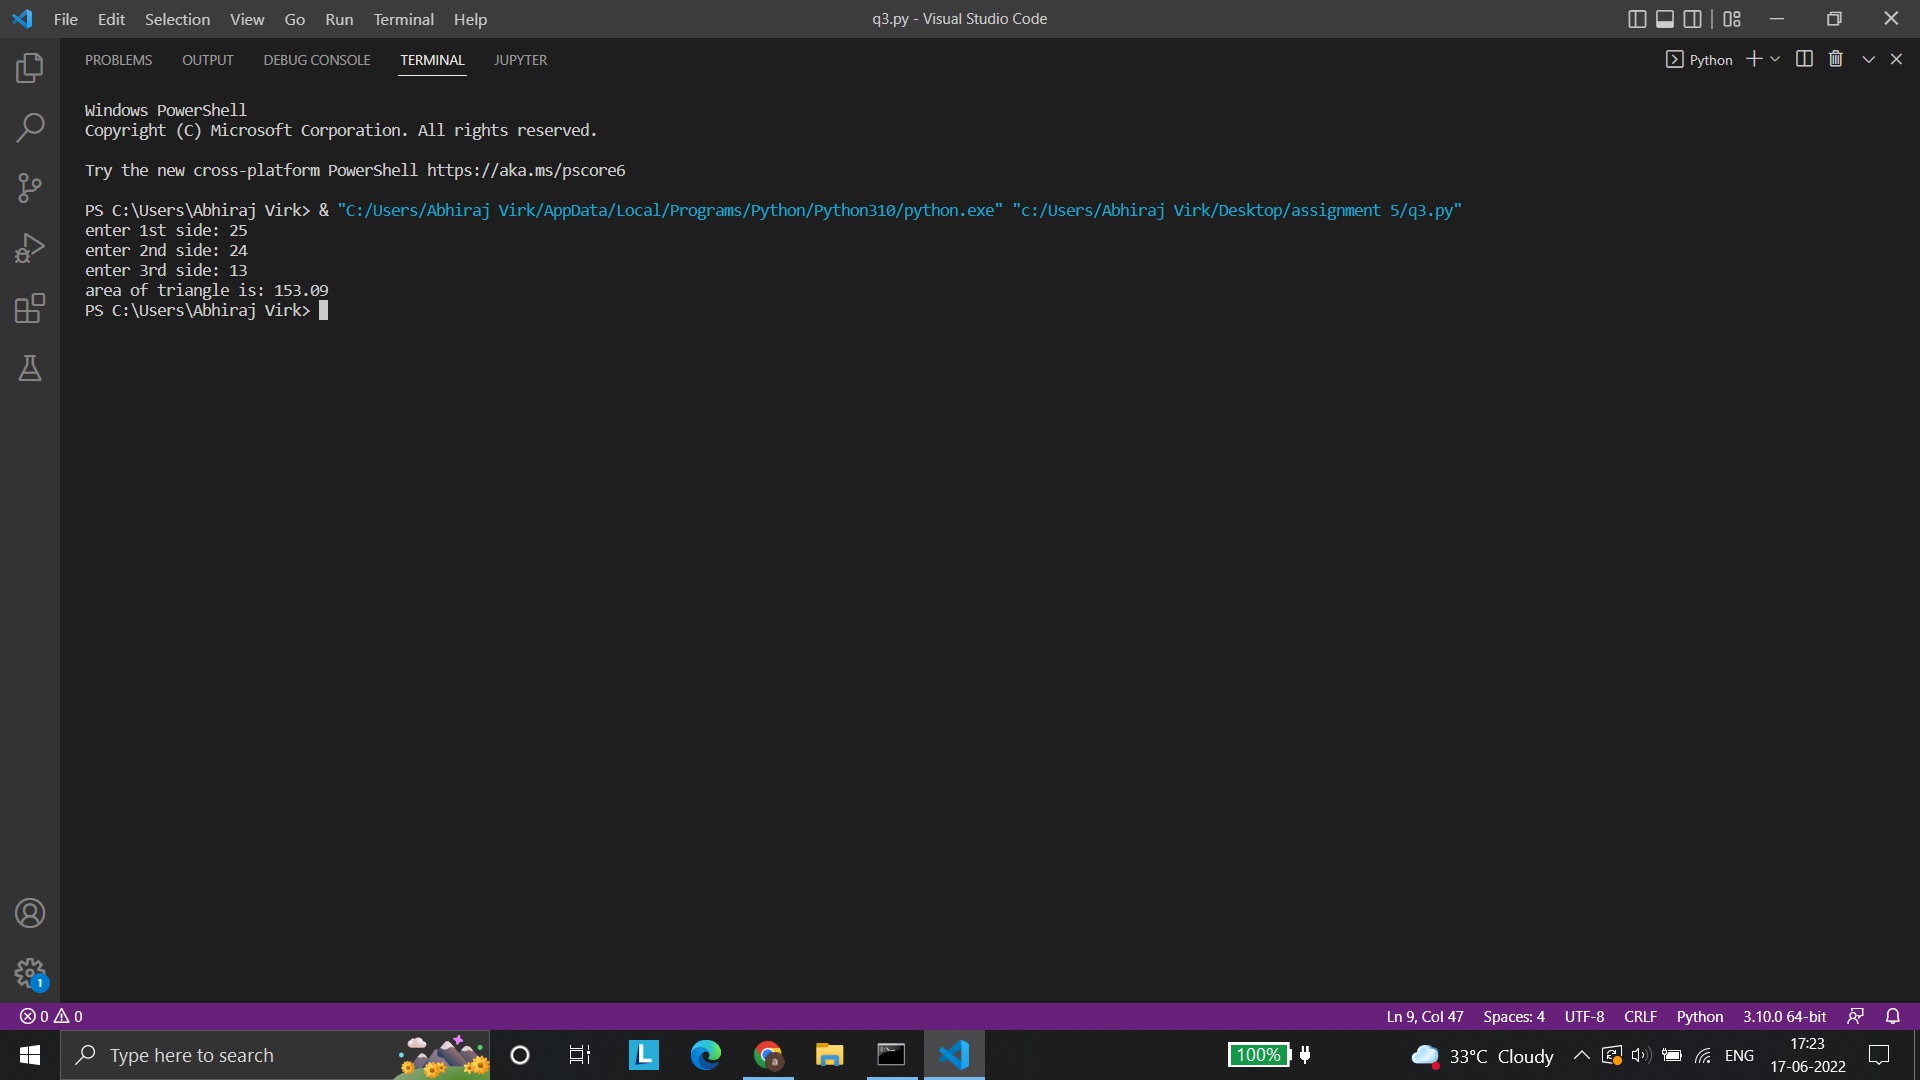 File Edit Selection View Go Run Terminal Help q3.py - Visual Studio Code
PROBLEMS OUTPUT DEBUG CONSOLE TERMINAL JUPYTER Python
Windows PowerShell
Copyright (C) Microsoft Corporation. All rights reserved.
Try the new cross-platform PowerShell https://aka.ms/pscore6
PS C:\Users\Abhiraj Virk> & "C:/Users/Abhiraj Virk/AppData/Local/Programs/Python/Python310/python.exe" "c:/Users/Abhiraj Virk/Desktop/assignment 5/q3.py"
enter 1st side: 25
enter 2nd side: 24
enter 3rd side: 13
area of triangle is: 153.09
PS C:\Users\Abhiraj Virk>
1
0 0 Ln 9, Col 47 Spaces: 4 UTF-8 CRLF Python 3.10.0 64-bit
Type here to search L a 100% 33°C Cloudy ENG 17:23
17-06-2022